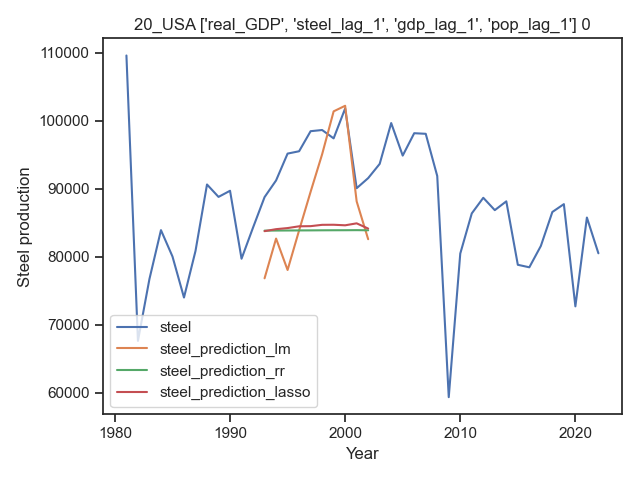 20_USA ['real_GDP', 'steel_lag_1', 'gdp_lag_1', 'pop_lag_1'] 0
110000
100000
90000
80000
70000
60000
Steel production
steel
steel_prediction_lm
steel_prediction_rr
steel_prediction_lasso
1980
1990
2000
2010
2020
Year